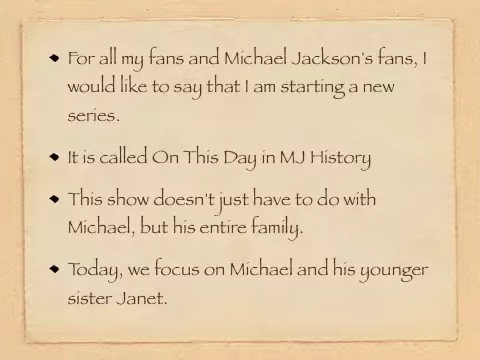 For all my fans and Michael Jackson's fans, I
would like to say that I am starting a new
series.
It is called On This Day in MJ History
This show doesn't just have to do with
Michael, but his entire family.
Today, we focus on Michael and his younger
sister Janet.